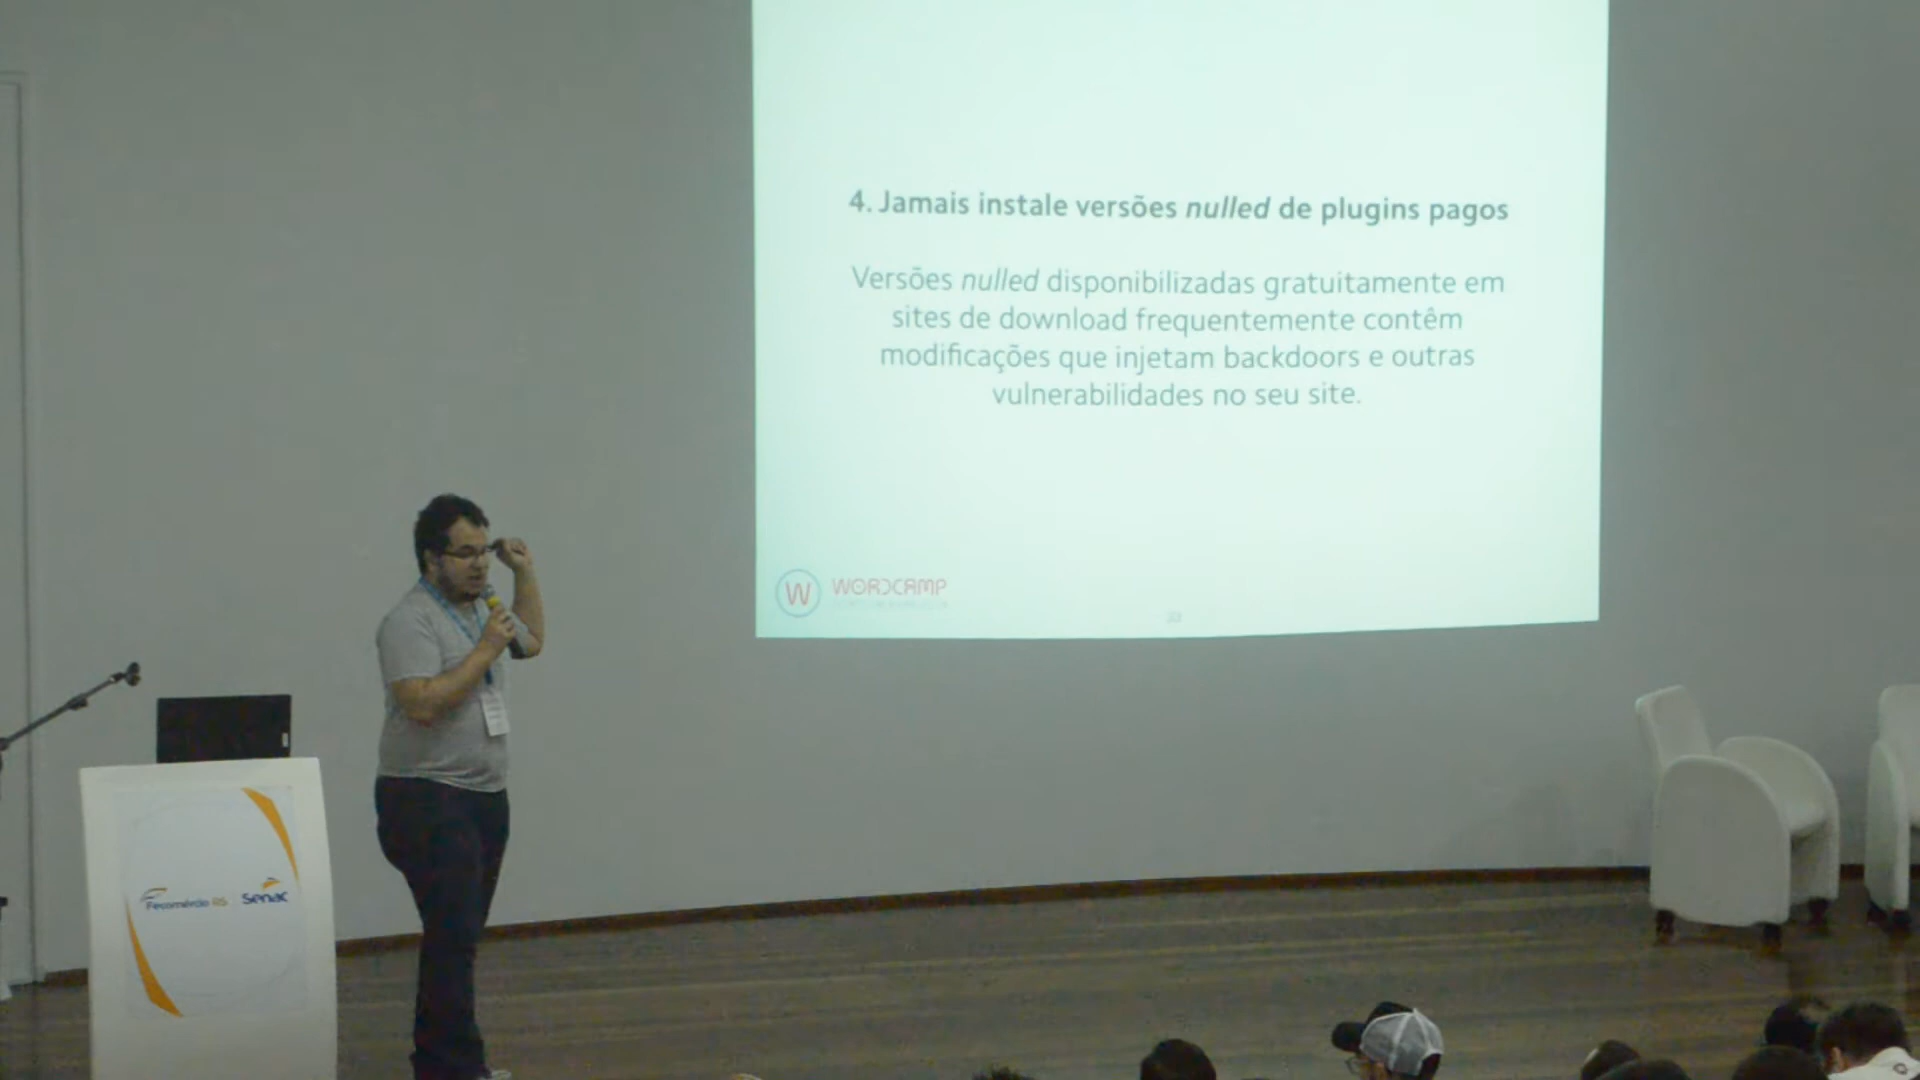 4. Jamais instale versões nulled de plugins pagos
Versões nulled disponibilizadas gratuitamente em
sites de download frequentemente contêm
modificações que injetam backdoors e outras
vulnerabilidades no seu site.
W WORDCAMP
Fecomércio RS Senac